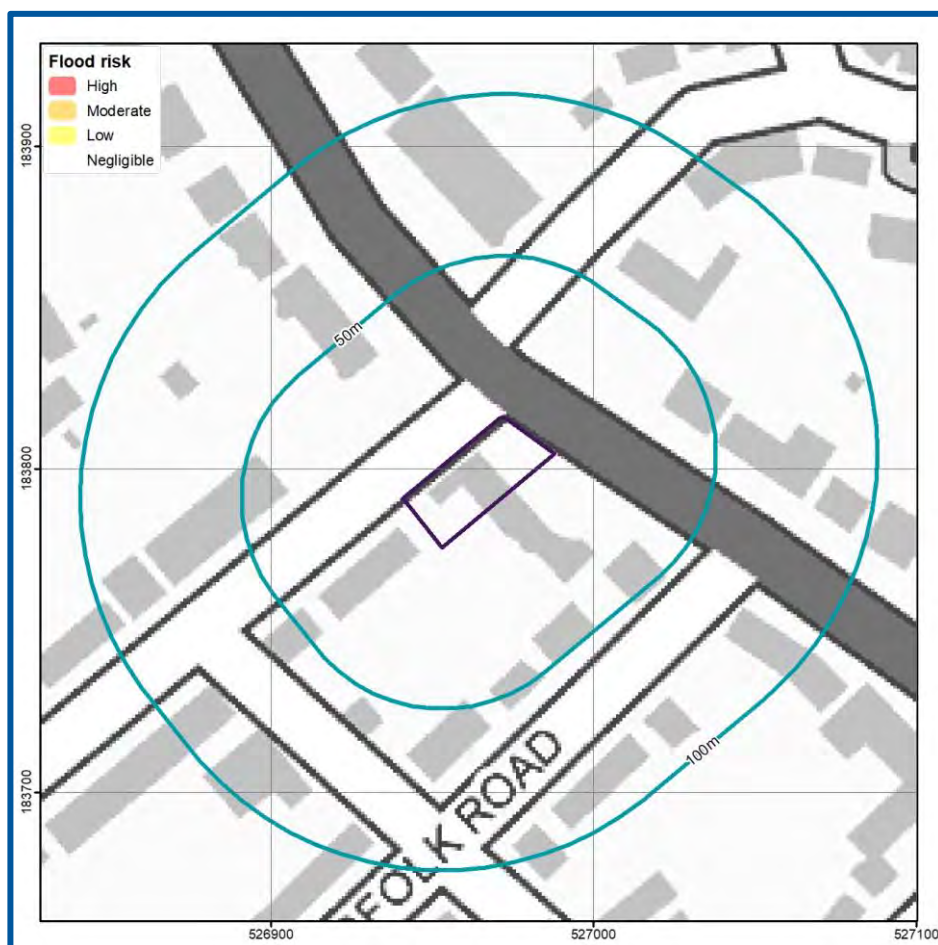 Flood risk
High
Moderate
Low
Negligible
183900
183800
183700
50m
100m
FOLK ROAD
526900
527000
527100